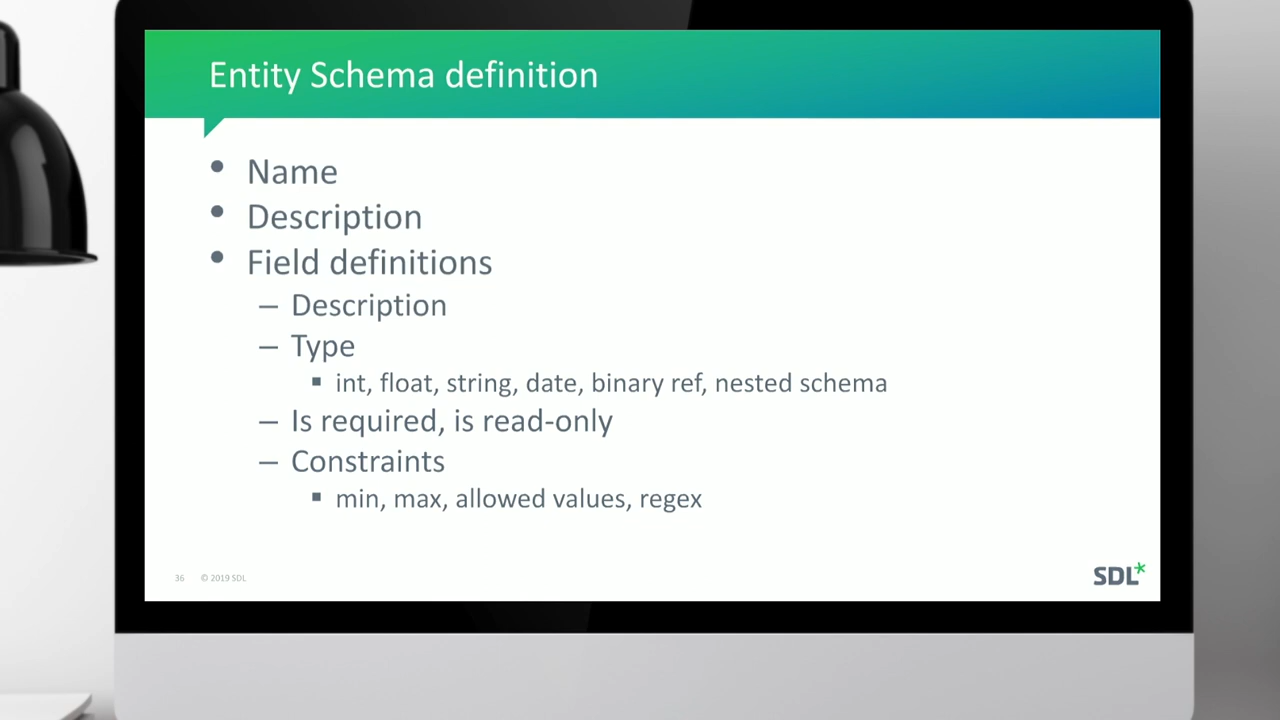 Entity Schema definition
• Name
• Description
• Field definitions
– Description
– Type
▪ int, float, string, date, binary ref, nested schema
– Is required, is read-only
– Constraints
▪ min, max, allowed values, regex
36 © 2019 SDL
SDL*